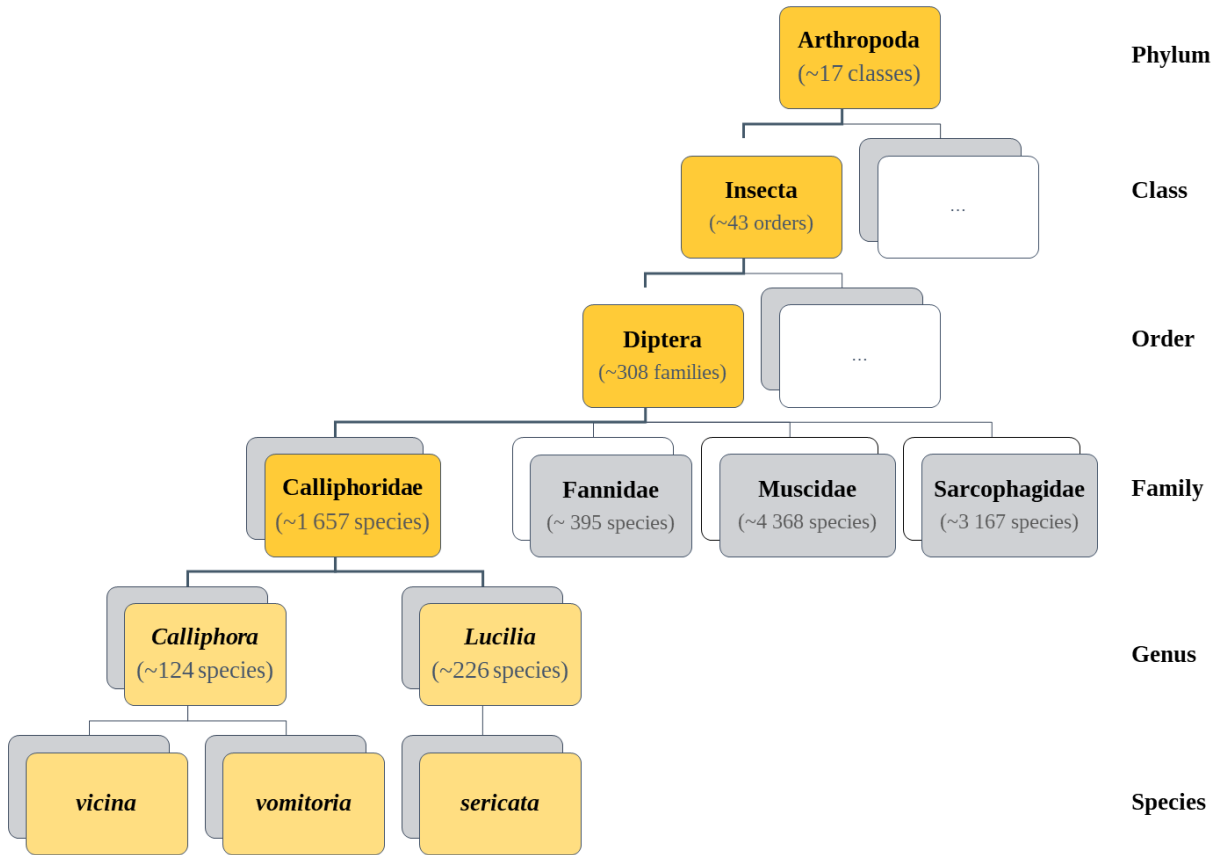 Arthropoda
(~17 classes)
Phylum
Insecta
(~43 orders)
...
Class
Diptera
(~308 families)
...
Order
Calliphoridae
(~1 657 species)
Fannidae
(~ 395 species)
Muscidae
(~4 368 species)
Sarcophagidae
(~3 167 species)
Family
Calliphora
(~124 species)
Lucilia
(~226 species)
Genus
vicina
vomitoria
sericata
Species